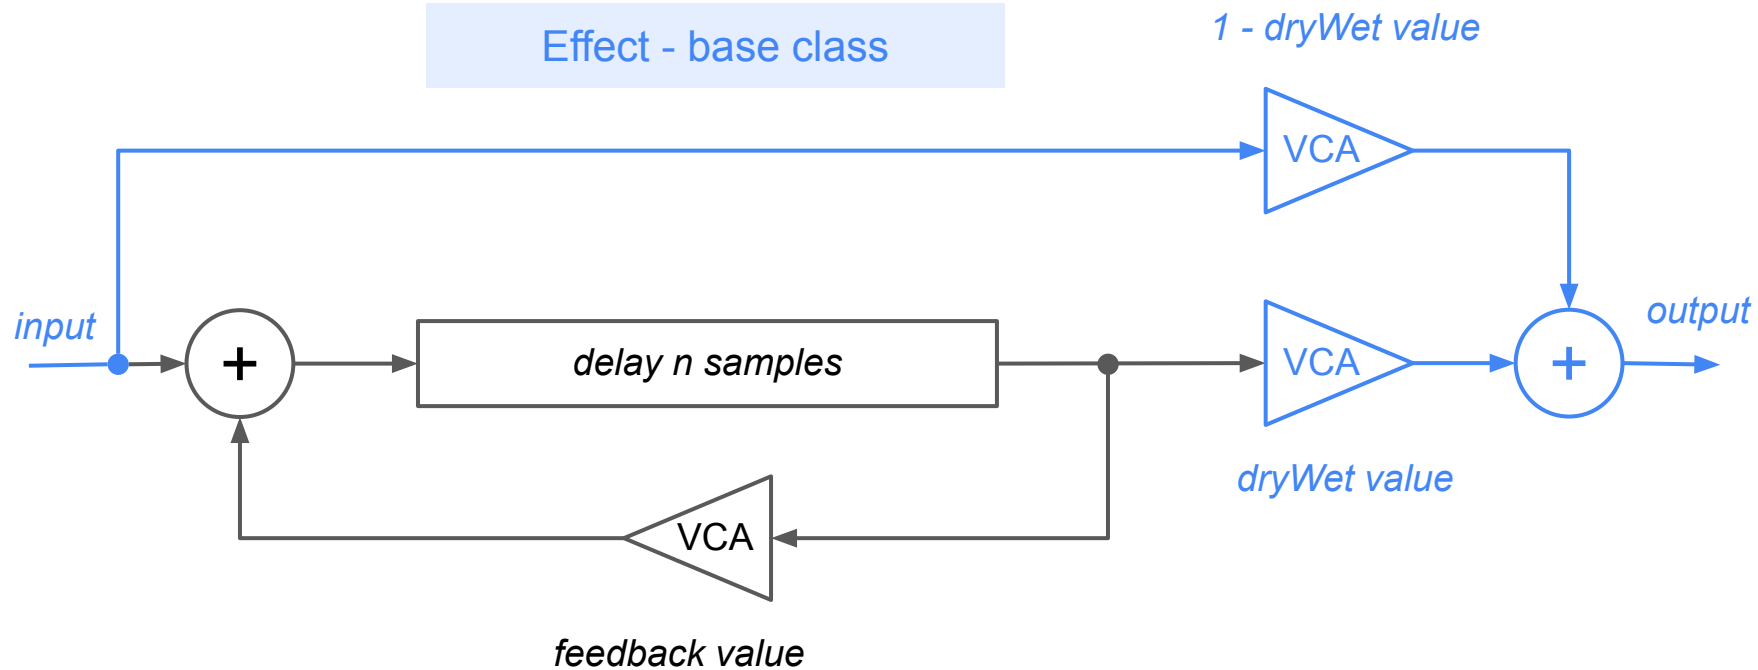 Effect - base class
1 - dryWet value
VCA
input
+
delay n samples
VCA
+
output
dryWet value
VCA
feedback value